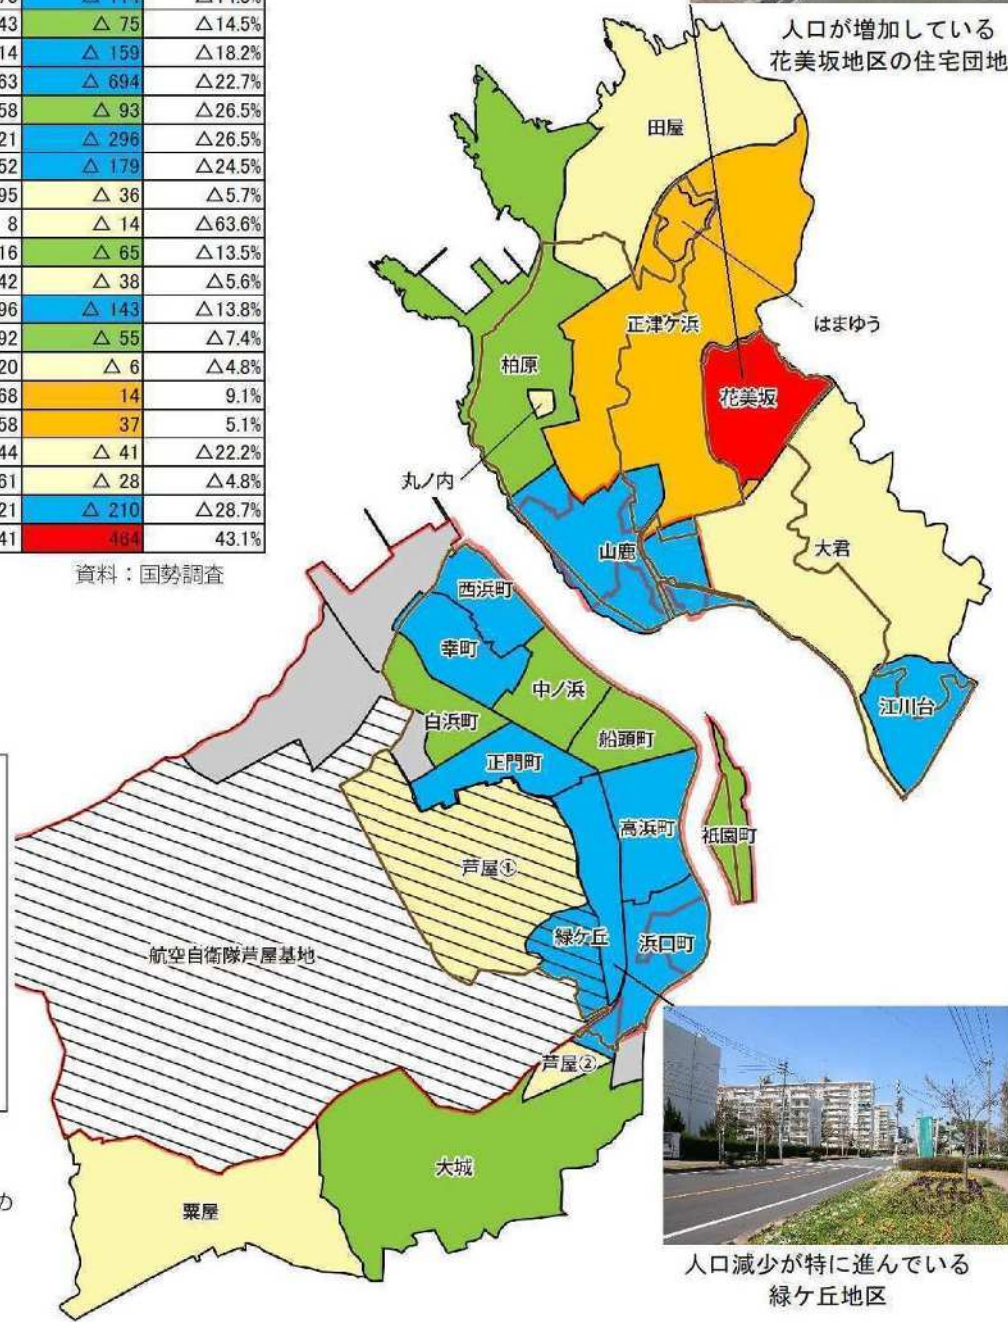 43 △ 75 △14.5%
14 △ 159 △18.2%
63 △ 694 △22.7%
58 △ 93 △26.5%
21 △ 296 △26.5%
52 △ 179 △24.5%
95 △ 36 △5.7%
8 △ 14 △63.6%
16 △ 65 △13.5%
42 △ 38 △5.6%
96 △ 143 △13.8%
92 △ 55 △7.4%
20 △ 6 △4.8%
68 14 9.1%
58 37 5.1%
44 △ 41 △22.2%
61 △ 28 △4.8%
21 △ 210 △28.7%
41 464 43.1%
資料：国勢調査
人口が増加している
花美坂地区の住宅団地
田屋
はまゆう
正津ケ浜
柏原
花美坂
丸ノ内
山鹿
大君
江川台
西浜町
幸町
中ノ浜
白浜町
船頭町
正門町
高浜町
祇園町
芦屋①
緑ケ丘
浜口町
航空自衛隊芦屋基地
芦屋②
大城
粟屋
の
人口減少が特に進んでいる
緑ケ丘地区